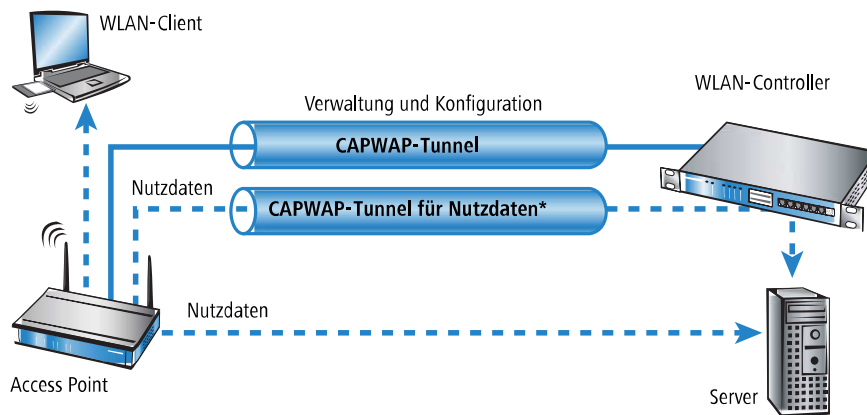 WLAN-Client
WLAN-Controller
Verwaltung und Konfiguration
CAPWAP-Tunnel
Nutzdaten
CAPWAP-Tunnel für Nutzdaten*
Nutzdaten
Access Point
Server